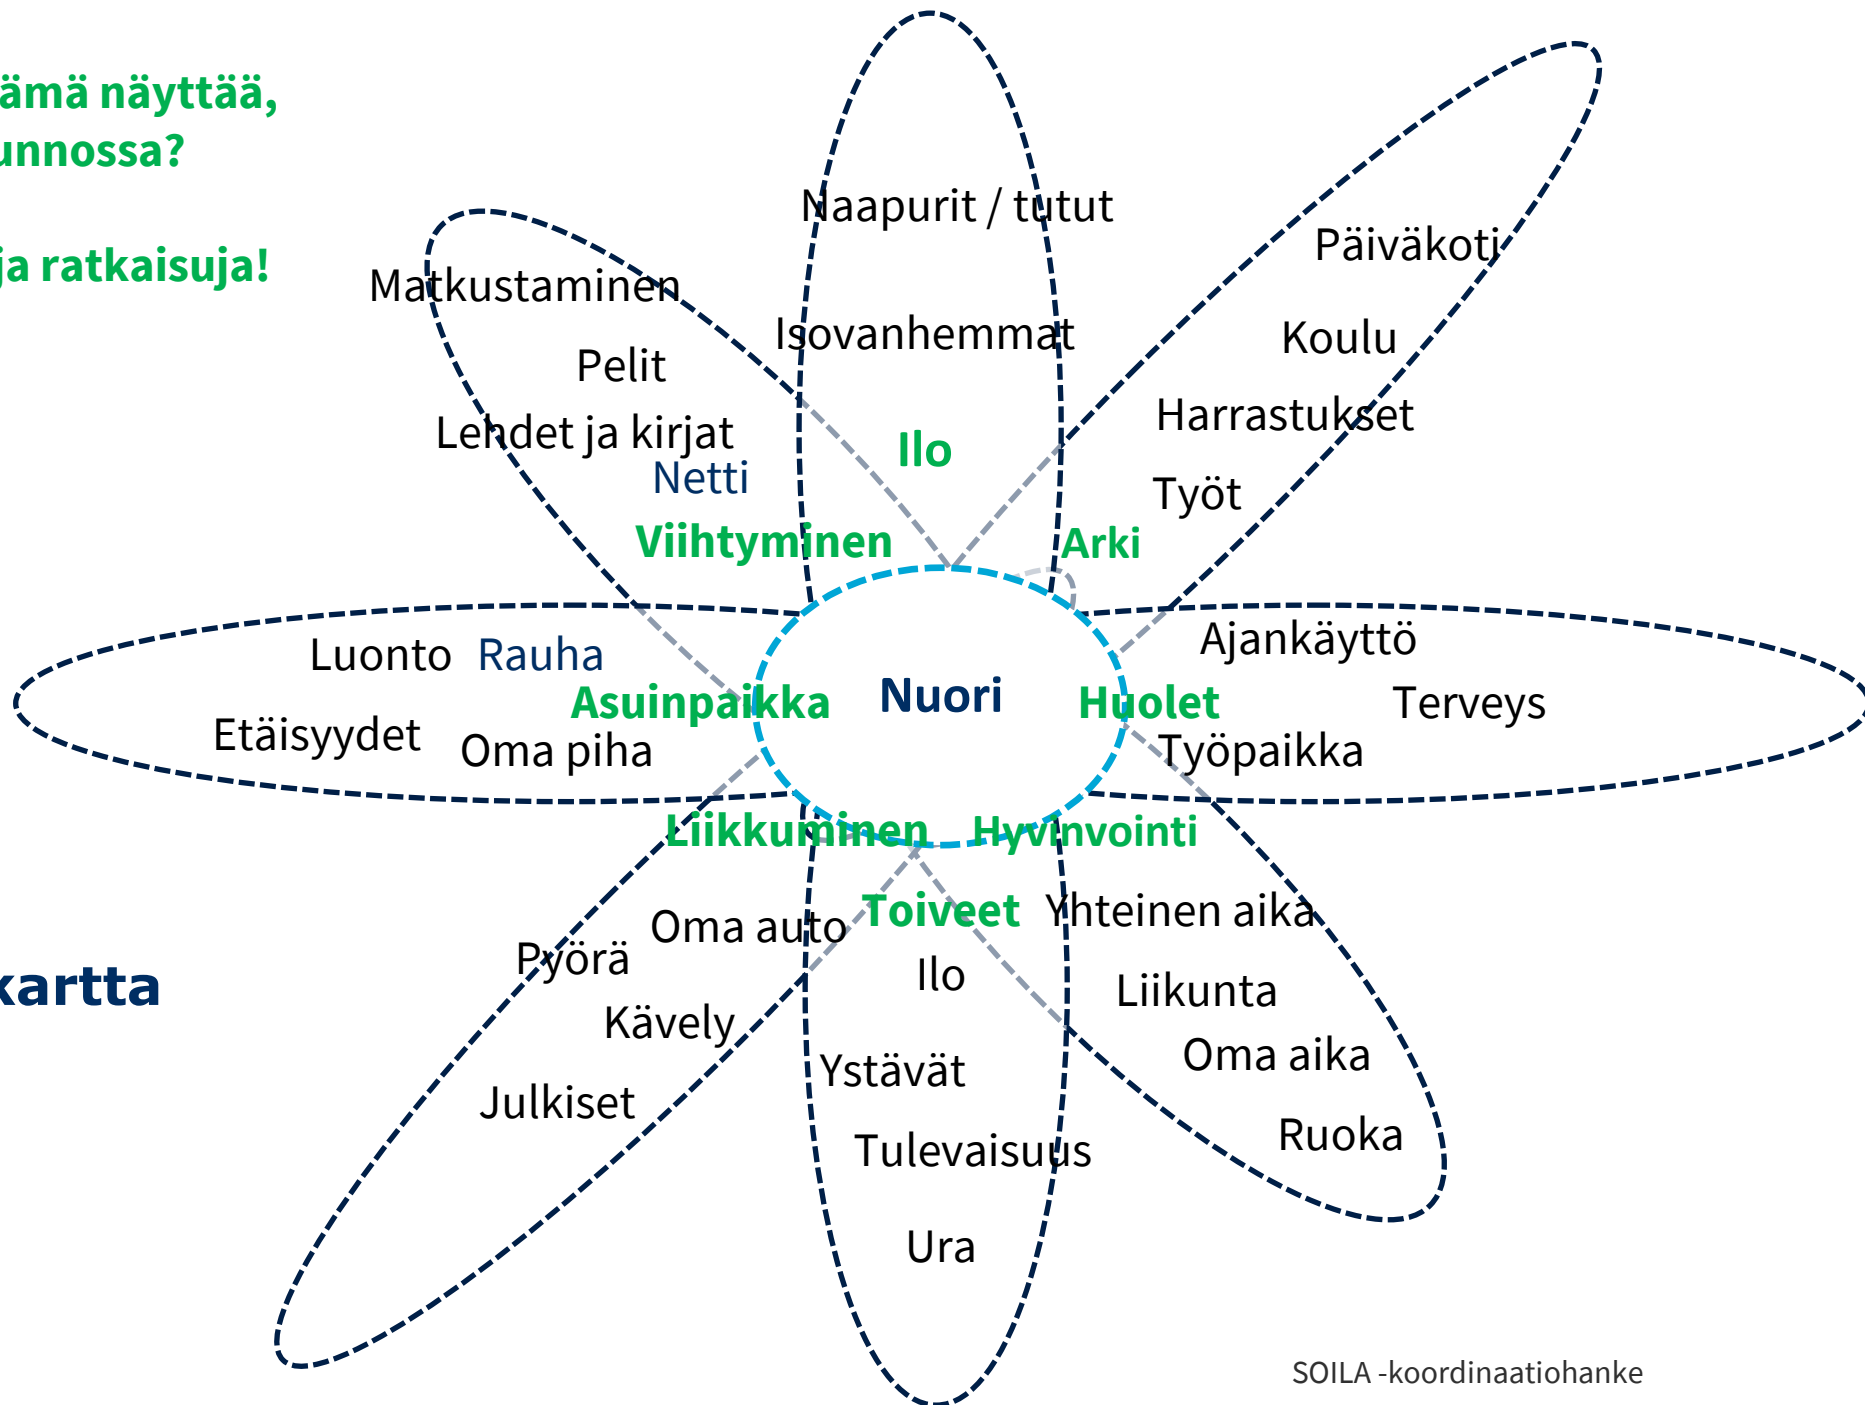 ämä näyttää,
unnossa?
ja ratkaisuja!
Naapurit / tutut
Isovanhemmat
Ilo
Matkustaminen
Pelit
Lehdet ja kirjat
Netti
Viihtyminen
Päiväkoti
Koulu
Harrastukset
Työt
Arki
Luonto Rauha
Asuinpaikka
Etäisyydet
Oma piha
Nuori
Ajankäyttö
Huolet
Terveys
Työpaikka
Liikkuminen
Oma auto
Pyörä
Kävely
Julkiset
Toiveet
Ilo
Ystävät
Tulevaisuus
Ura
Hyvinvointi
Yhteinen aika
Liikunta
Oma aika
Ruoka
kartta
SOILA -koordinaatiohanke